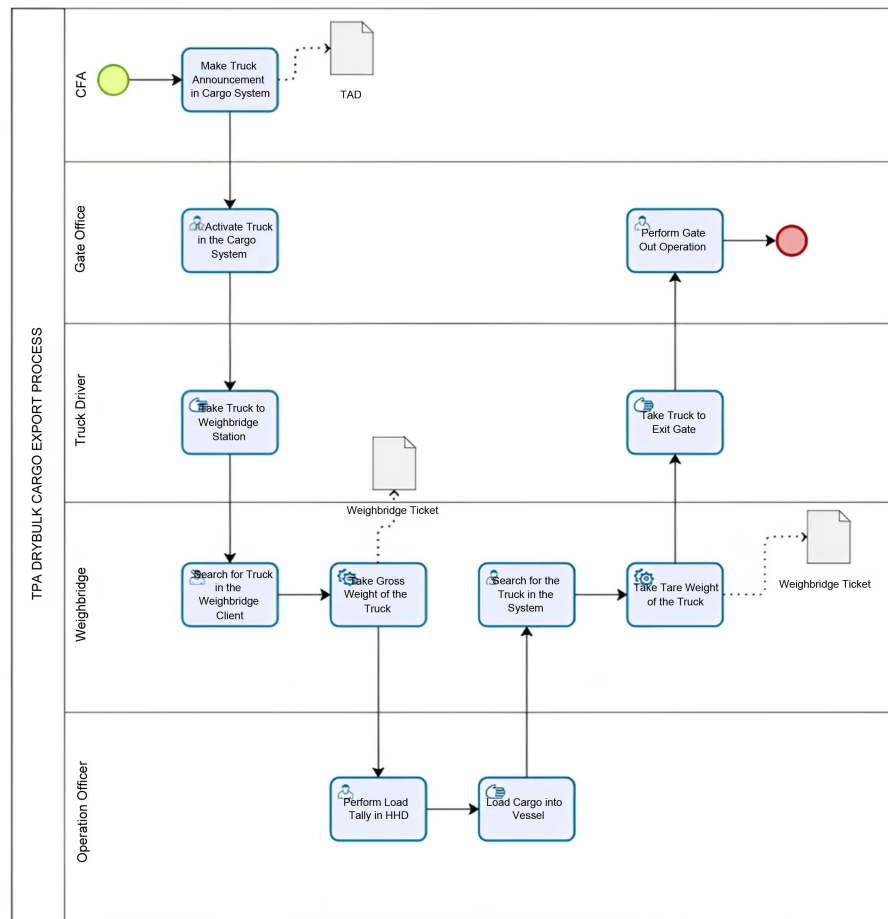 TPA DRYBULK CARGO EXPORT PROCESS
CFA
Make Truck
Announcement
in Cargo System
TAD
Gate Office
Activate Truck
in the Cargo
System
Perform Gate
Out Operation
Truck Driver
Take Truck to
Weighbridge
Station
Take Truck to
Exit Gate
Weighbridge Ticket
Weighbridge
Search for Truck
in the
Weighbridge
Client
Take Gross
Weight of the
Truck
Search for the
Truck in the
System
Take Tare Weight
of the Truck
Weighbridge Ticket
Operation Officer
Perform Load
Tally in HHD
Load Cargo into
Vessel